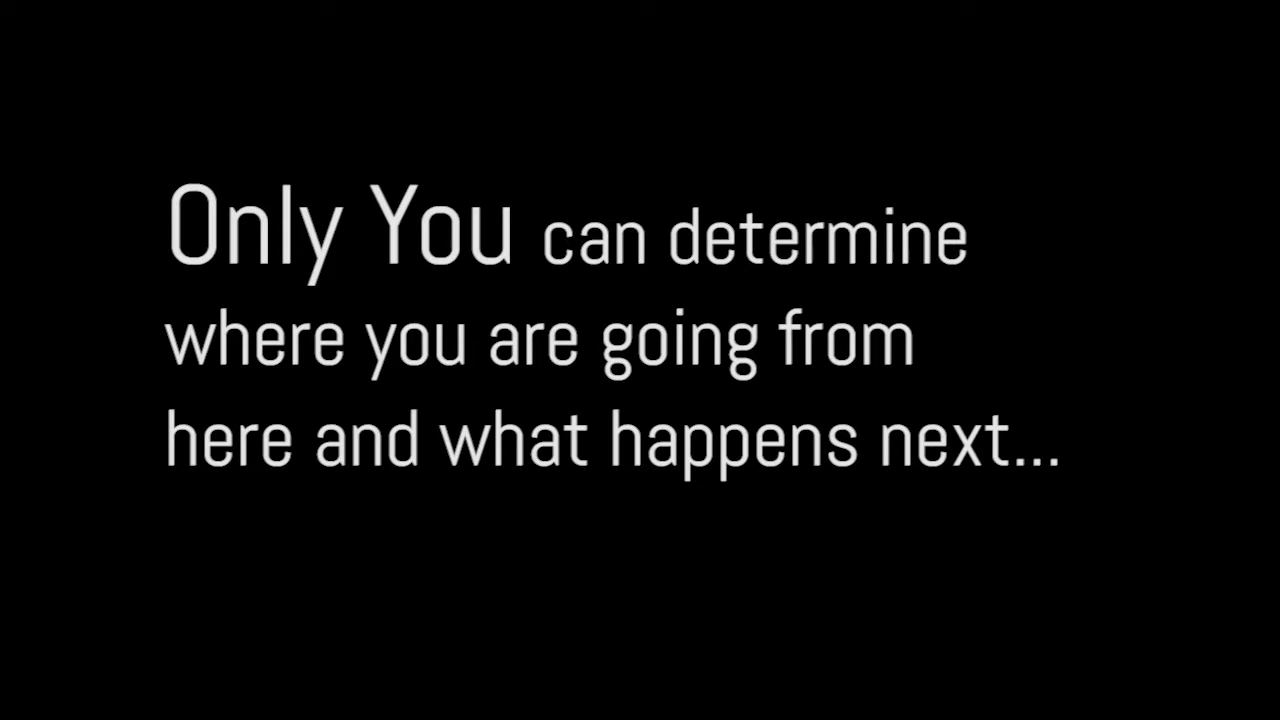 Only You can determine
where you are going from
here and what happens next...